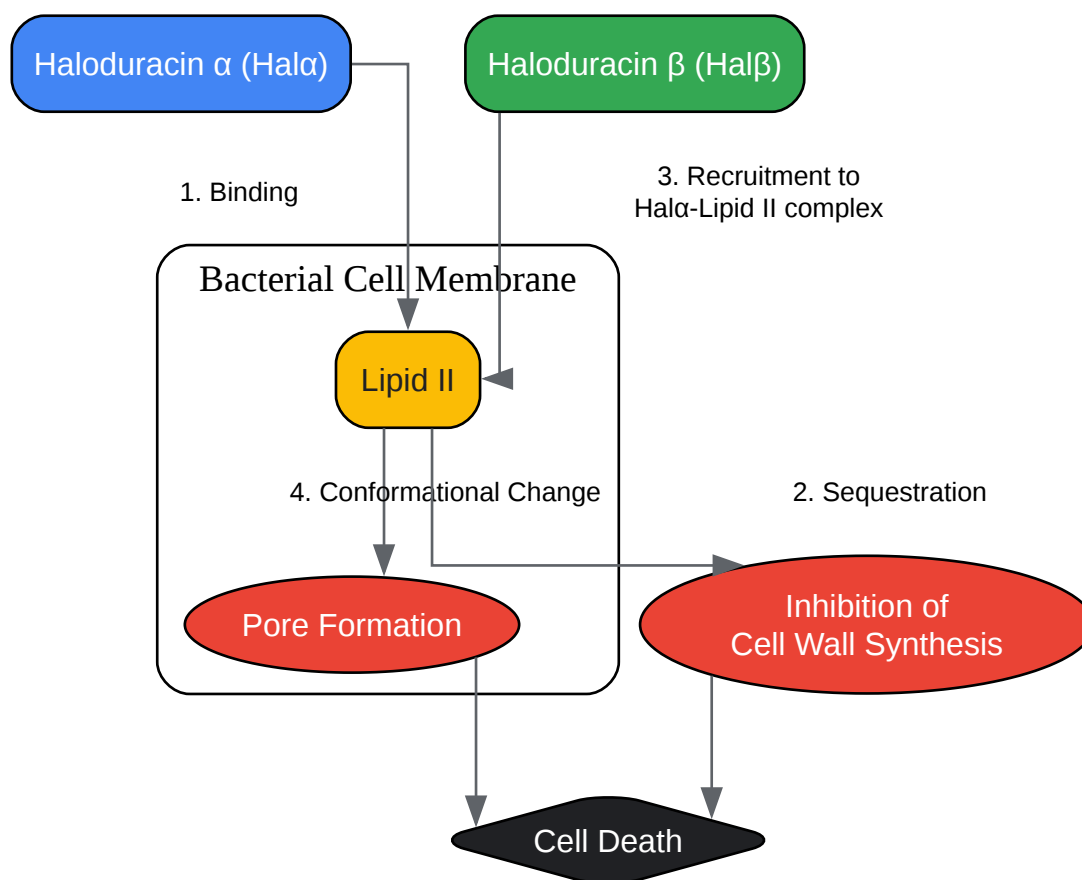 Haloduracin α (Halα)
Haloduracin β (Halβ)
1. Binding
3. Recruitment to
Halα-Lipid II complex
Bacterial Cell Membrane
Lipid II
4. Conformational Change
2. Sequestration
Pore Formation
Inhibition of
Cell Wall Synthesis
Cell Death